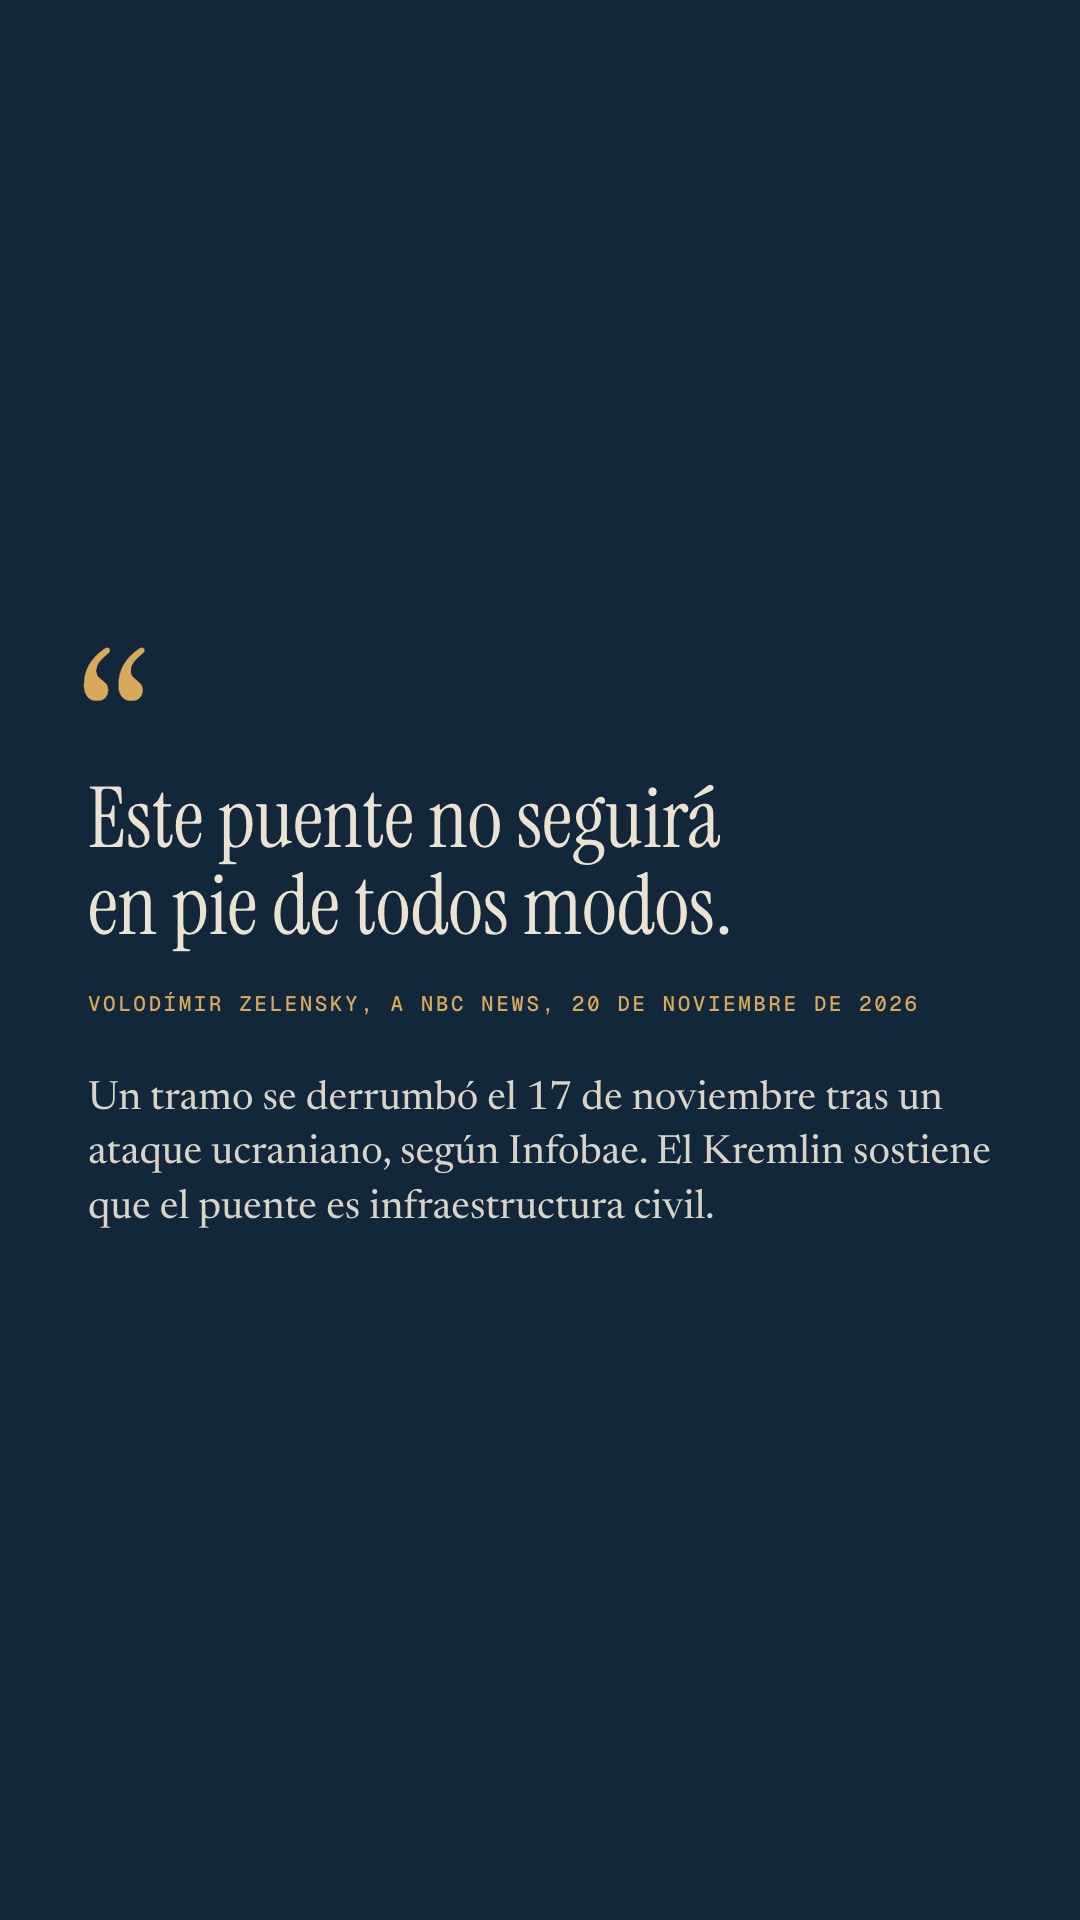 “
Este puente no seguirá
en pie de todos modos.
VOLODÍMIR ZELENSKY, A NBC NEWS, 20 DE NOVIEMBRE DE 2026
Un tramo se derrumbó el 17 de noviembre tras un
ataque ucraniano, según Infobae. El Kremlin sostiene
que el puente es infraestructura civil.